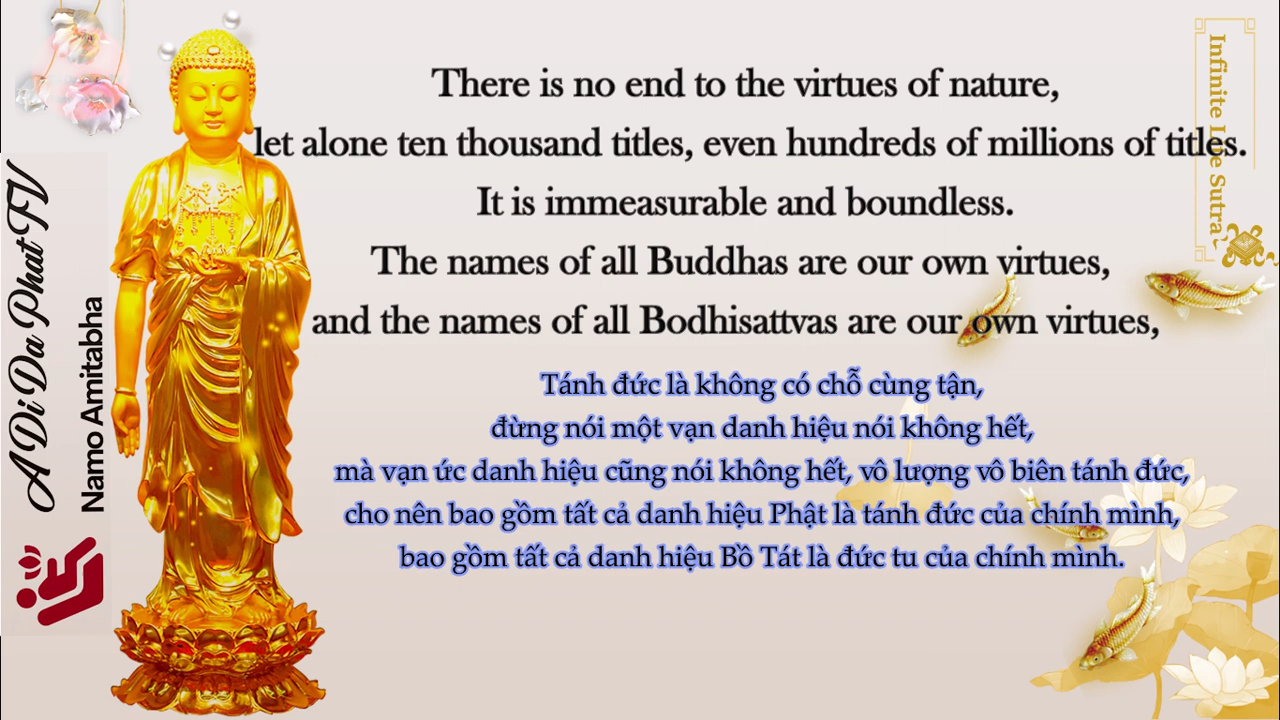 There is no end to the virtues of nature,
let alone ten thousand titles, even hundreds of millions of titles.
It is immeasurable and boundless.
The names of all Buddhas are our own virtues,
and the names of all Bodhisattvas are our own virtues,
Tánh đức là không có chỗ cùng tận,
đừng nói một vạn danh hiệu nói không hết,
mà vạn ức danh hiệu cũng nói không hết, vô lượng vô biên tánh đức,
cho nên bao gồm tất cả danh hiệu Phật là tánh đức của chính mình,
bao gồm tất cả danh hiệu Bồ Tát là đức tu của chính mình.
A Di Da Phat TV
Namo Amitabha
Infinite Life Sutra